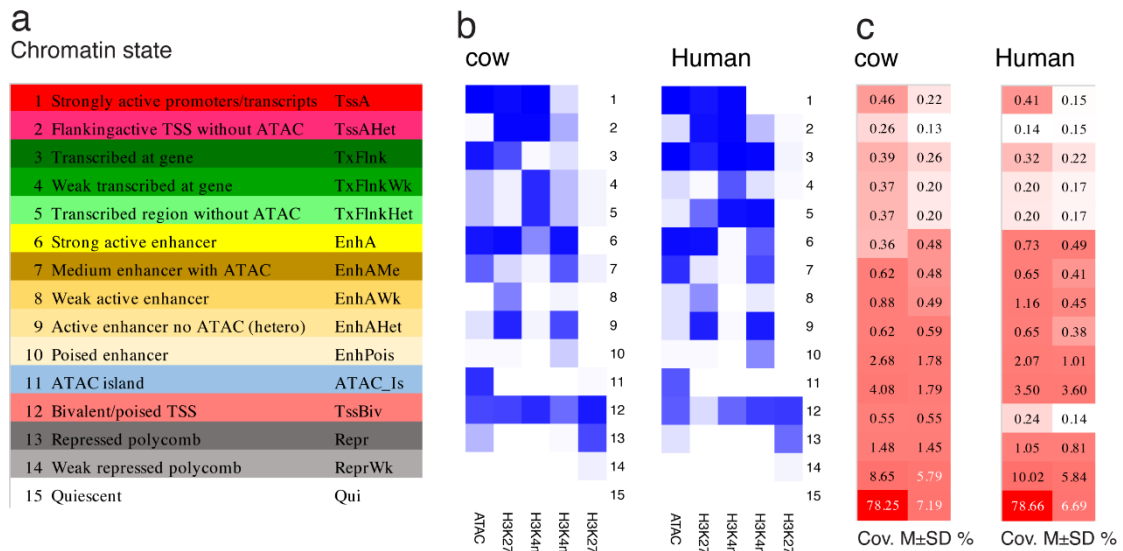 a
Chromatin state
1 Strongly active promoters/transcripts TssA
2 Flankingactive TSS without ATAC TssAHet
3 Transcribed at gene TxFlnk
4 Weak transcribed at gene TxFlnkWk
5 Transcribed region without ATAC TxFlnkHet
6 Strong active enhancer EnhA
7 Medium enhancer with ATAC EnhAMe
8 Weak active enhancer EnhAWk
9 Active enhancer no ATAC (hetero) EnhAHet
10 Poised enhancer EnhPois
11 ATAC island ATAC_Is
12 Bivalent/poised TSS TssBiv
13 Repressed polycomb Repr
14 Weak repressed polycomb ReprWk
15 Quiescent Qui
b
cow Human
1 1
2 2
3 3
4 4
5 5
6 6
7 7
8 8
9 9
10 10
11 11
12 12
13 13
14 14
15 15
ATAC H3K27 H3K4 H3K4 H3K27 ATAC H3K27 H3K4 H3K4 H3K27
c
cow Human
0.46 0.22 0.41 0.15
0.26 0.13 0.14 0.15
0.39 0.26 0.32 0.22
0.37 0.20 0.20 0.17
0.37 0.20 0.20 0.17
0.36 0.48 0.73 0.49
0.62 0.48 0.65 0.41
0.88 0.49 1.16 0.45
0.62 0.59 0.65 0.38
2.68 1.78 2.07 1.01
4.08 1.79 3.50 3.60
0.55 0.55 0.24 0.14
1.48 1.45 1.05 0.81
8.65 5.79 10.02 5.84
78.25 7.19 78.66 6.69
Cov. M±SD % Cov. M±SD %